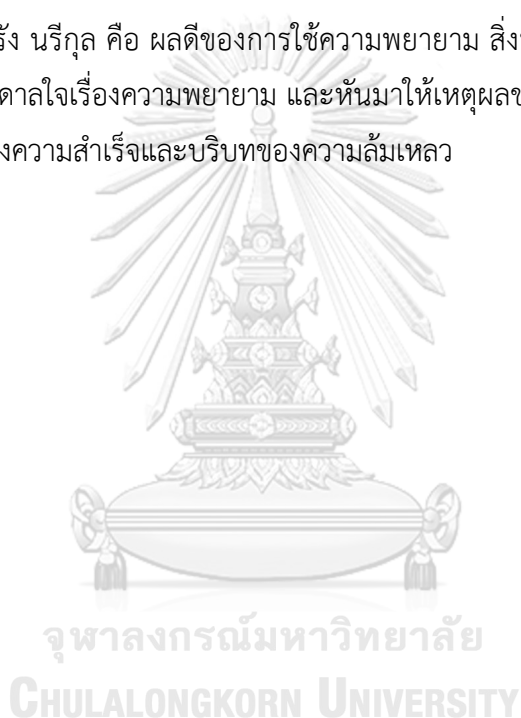 รัง นรีกุล คือ ผลดีของการใช้ความพยายาม
ดาลใจเรื่องความพยายาม และหันมาให้เหตุผล
งความสำเร็จและบริบทของความล้มเหลว
จุฬาลงกรณ์มหาวิทยาลัย
CHULALONGKORN UNIVERSITY